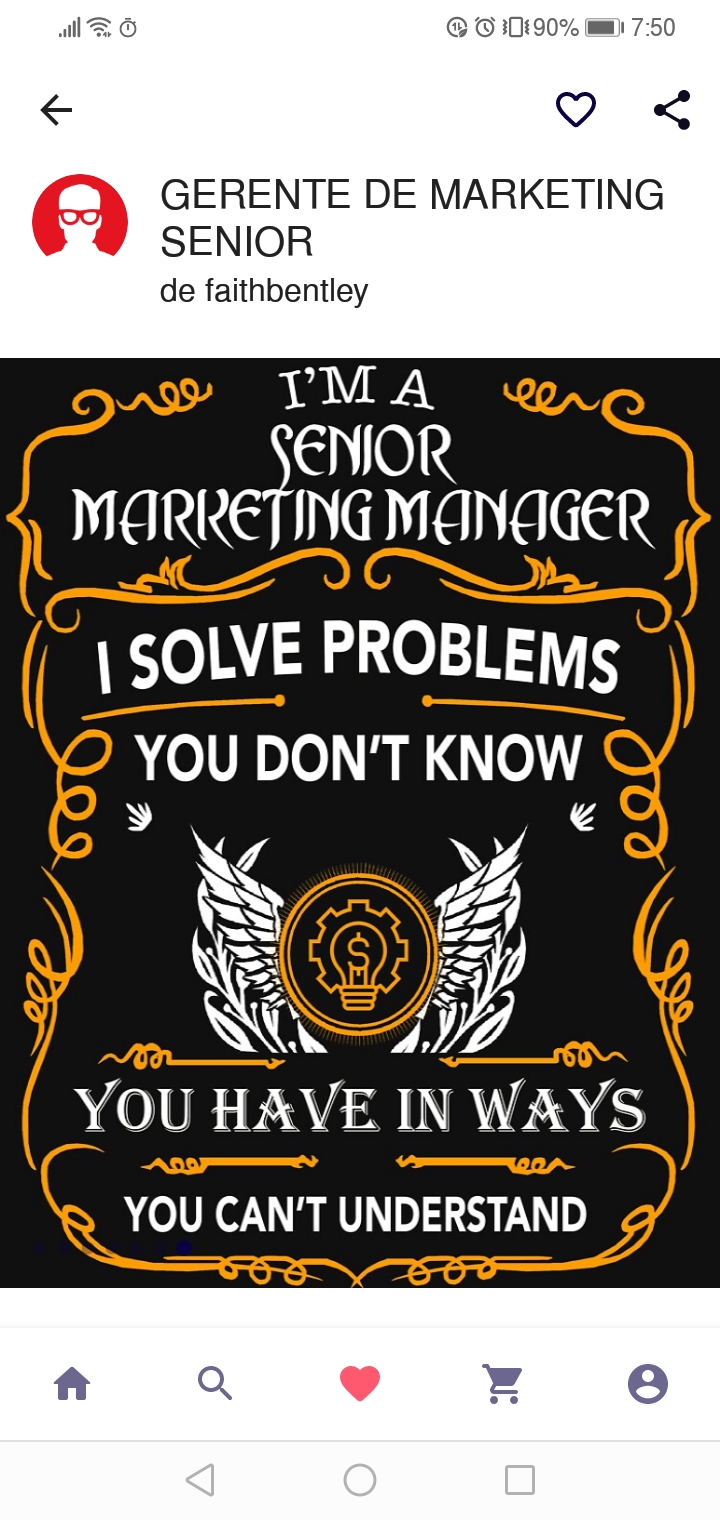 90% 7:50
GERENTE DE MARKETING
SENIOR
de faithbentley
I'M A
SENIOR
MARKETING MANAGER
I SOLVE PROBLEMS
YOU DON'T KNOW
$
YOU HAVE IN WAYS
YOU CAN'T UNDERSTAND